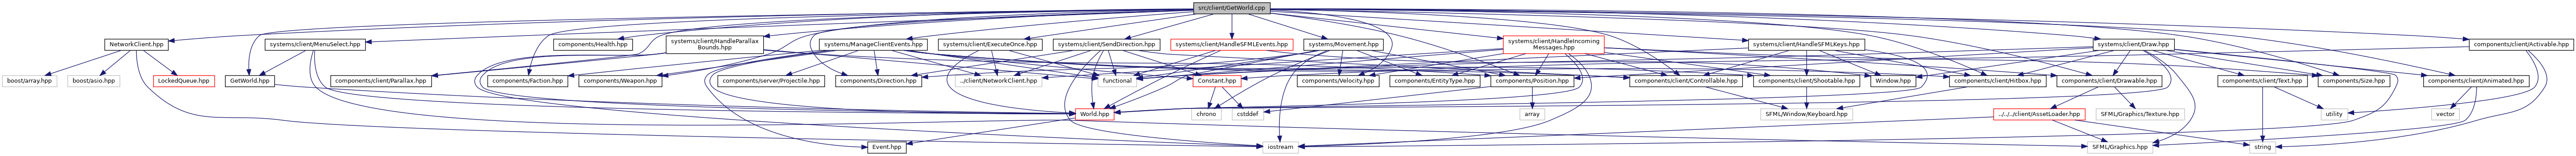 src/client/GetWorld.cpp
NetworkClient.hpp
systems/client/MenuSelect.hpp
components/Health.hpp
systems/client/HandleParallax
Bounds.hpp
systems/ManageClientEvents.hpp
systems/client/ExecuteOnce.hpp
systems/client/SendDirection.hpp
systems/client/HandleSFMLEvents.hpp
systems/Movement.hpp
systems/client/HandleIncoming
Messages.hpp
systems/client/HandleSFMLKeys.hpp
systems/client/Draw.hpp
components/client/Activable.hpp
boost/array.hpp
boost/asio.hpp
LockedQueue.hpp
GetWorld.hpp
components/client/Parallax.hpp
components/Faction.hpp
components/Weapon.hpp
components/server/Projectile.hpp
components/Direction.hpp
../client/NetworkClient.hpp
functional
Constant.hpp
components/Velocity.hpp
components/EntityType.hpp
components/Position.hpp
components/client/Controllable.hpp
components/client/Shootable.hpp
Window.hpp
components/client/Hitbox.hpp
components/client/Drawable.hpp
components/client/Text.hpp
components/Size.hpp
components/client/Animated.hpp
World.hpp
chrono
cstddef
array
SFML/Window/Keyboard.hpp
../../../client/AssetLoader.hpp
SFML/Graphics/Texture.hpp
utility
vector
Event.hpp
iostream
SFML/Graphics.hpp
string